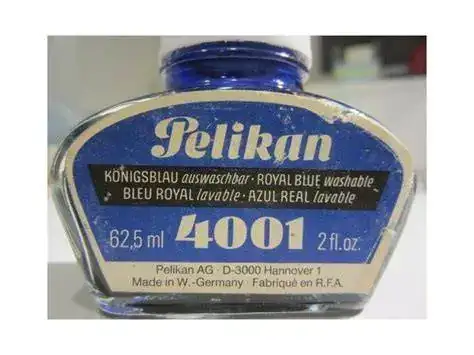 Pelikan
KÖNIGSBLAU auswaschbar · ROYAL BLUE washable
BLEU ROYAL lavable · AZUL REAL lavable
62,5 ml 4001 2 fl.oz.
Pelikan AG · D-3000 Hannover 1
Made in W.-Germany · Fabriqué en R.F.A.